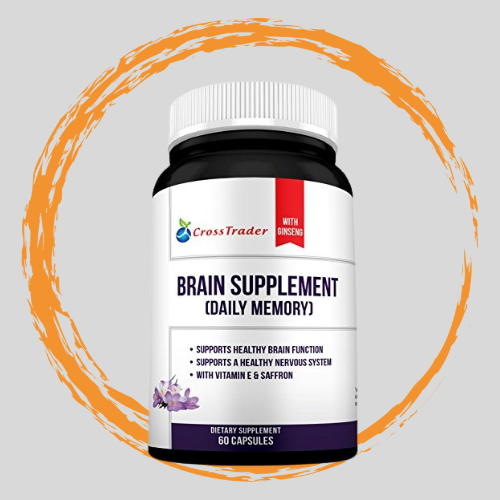 CrossTrader
WITH
GINSENG
BRAIN SUPPLEMENT
(DAILY MEMORY)
• SUPPORTS HEALTHY BRAIN FUNCTION
• SUPPORTS A HEALTHY NERVOUS SYSTEM
• WITH VITAMIN E & SAFFRON
DIETARY SUPPLEMENT
60 CAPSULES